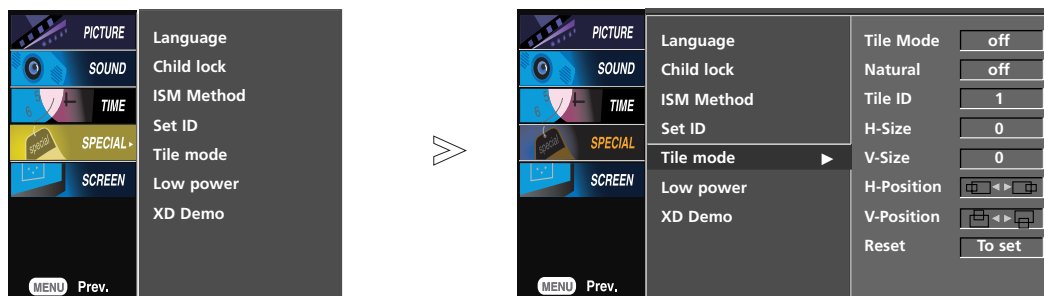 PICTURE
SOUND
TIME
SPECIAL
SCREEN
MENU Prev.
Language
Child lock
ISM Method
Set ID
Tile mode
Low power
XD Demo
PICTURE
SOUND
TIME
SPECIAL
SCREEN
MENU Prev.
Language
Child lock
ISM Method
Set ID
Tile mode ►
Low power
XD Demo
Tile Mode off
Natural off
Tile ID 1
H-Size 0
V-Size 0
H-Position ◄►
V-Position ◄►
Reset To set